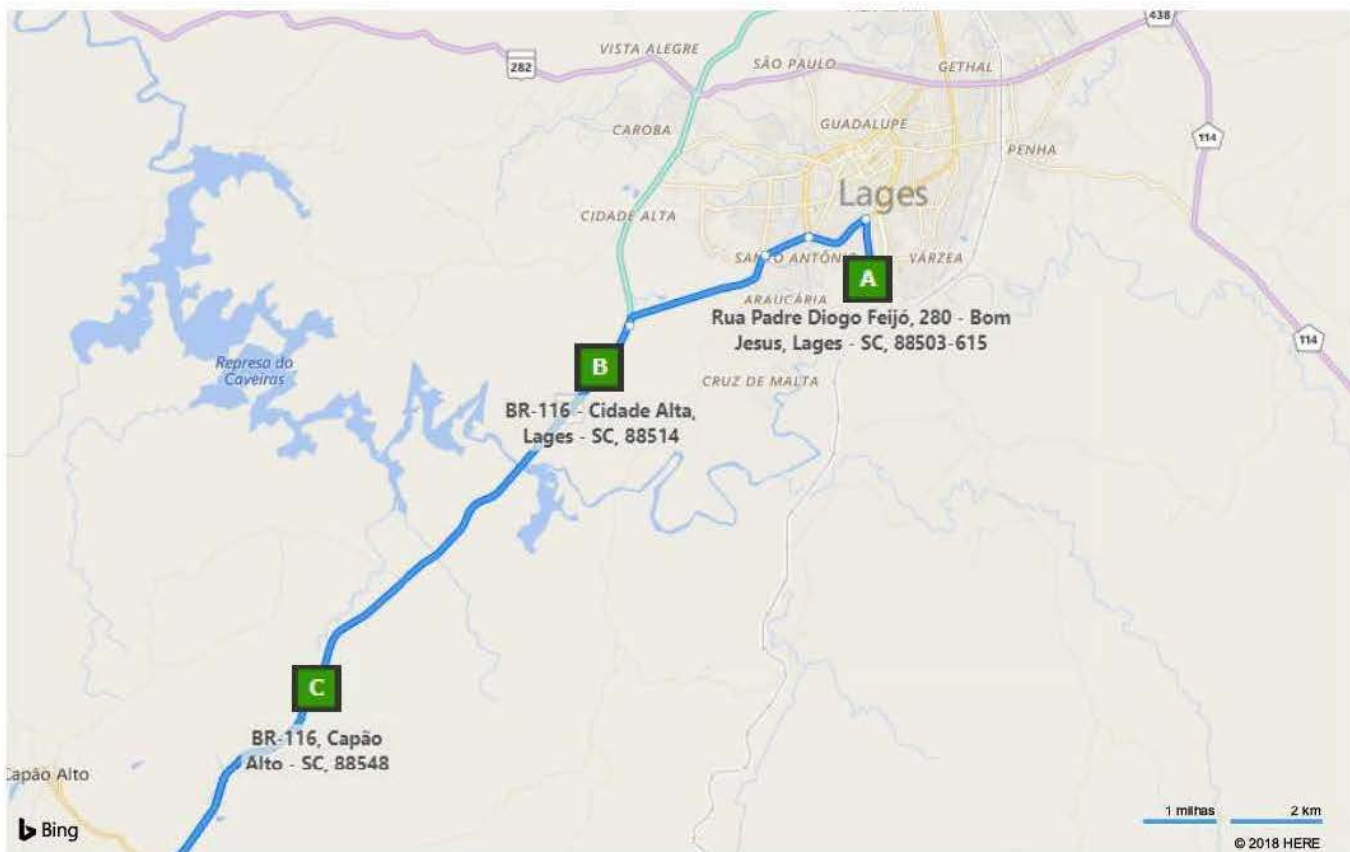 438
VISTA ALEGRE
282
SÃO PAULO
GETHAL
GUADALUPE
CAROBA
114
PENHA
Lages
CIDADE ALTA
SANTO ANTÔNIO
VÁRZEA
A
ARAUCÁRIA
Rua Padre Diogo Feijó, 280 - Bom
Jesus, Lages - SC, 88503-615
114
B
Represa do
Caveiras
CRUZ DE MALTA
BR-116 - Cidade Alta,
Lages - SC, 88514
C
BR-116, Capão
Alto - SC, 88548
Capão Alto
1 milhas
2 km
Bing
© 2018 HERE